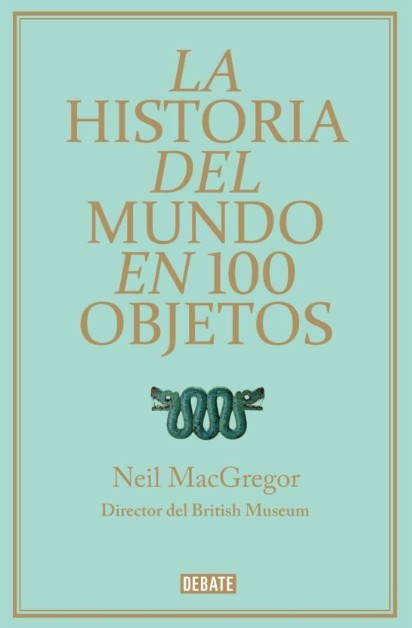 LA
HISTORIA
DEL
MUNDO
EN 100
OBJETOS
Neil MacGregor
Director del British Museum
DEBATE